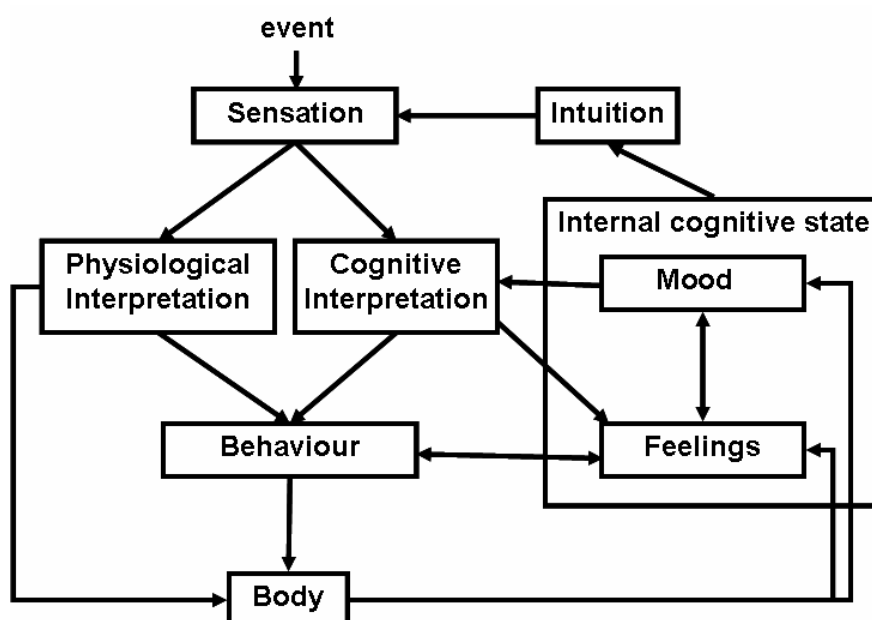 event
Sensation
Intuition
Internal cognitive state
Physiological
Interpretation
Cognitive
Interpretation
Mood
Behaviour
Feelings
Body